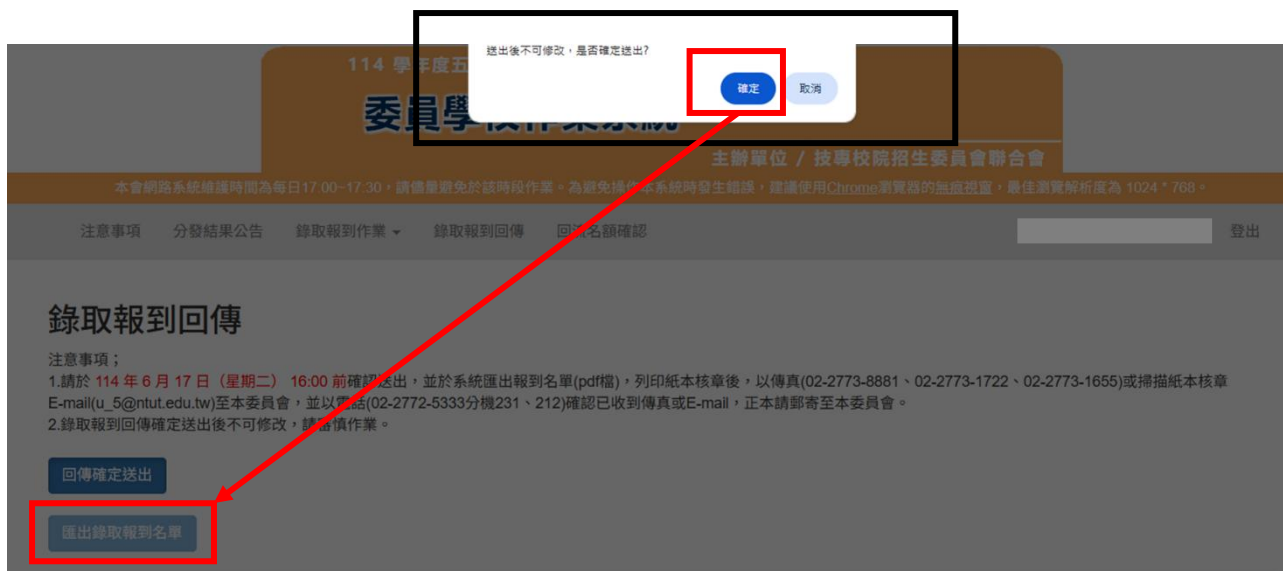 送出後不可修改，是否確定送出?
確定 取消
114 學年度五
委員學校作業系統
主辦單位 / 技專校院招生委員會聯合會
本會網路系統維護時間為每日17:00~17:30，請儘量避免於該時段作業。為避免操作本系統時發生錯誤，建議使用Chrome瀏覽器的無痕視窗，最佳瀏覽解析度為 1024 * 768。
注意事項 分發結果公告 錄取報到作業 錄取報到回傳 回流名額確認 登出
錄取報到回傳
注意事項；
1.請於 114 年 6 月 17 日（星期二） 16:00 前確認送出，並於系統匯出報到名單(pdf檔)，列印紙本核章後，以傳真(02-2773-8881、02-2773-1722、02-2773-1655)或掃描紙本核章
E-mail(u_5@ntut.edu.tw)至本委員會，並以電話(02-2772-5333分機231、212)確認已收到傳真或E-mail，正本請郵寄至本委員會。
2.錄取報到回傳確定送出後不可修改，請審慎作業。
回傳確定送出
匯出錄取報到名單